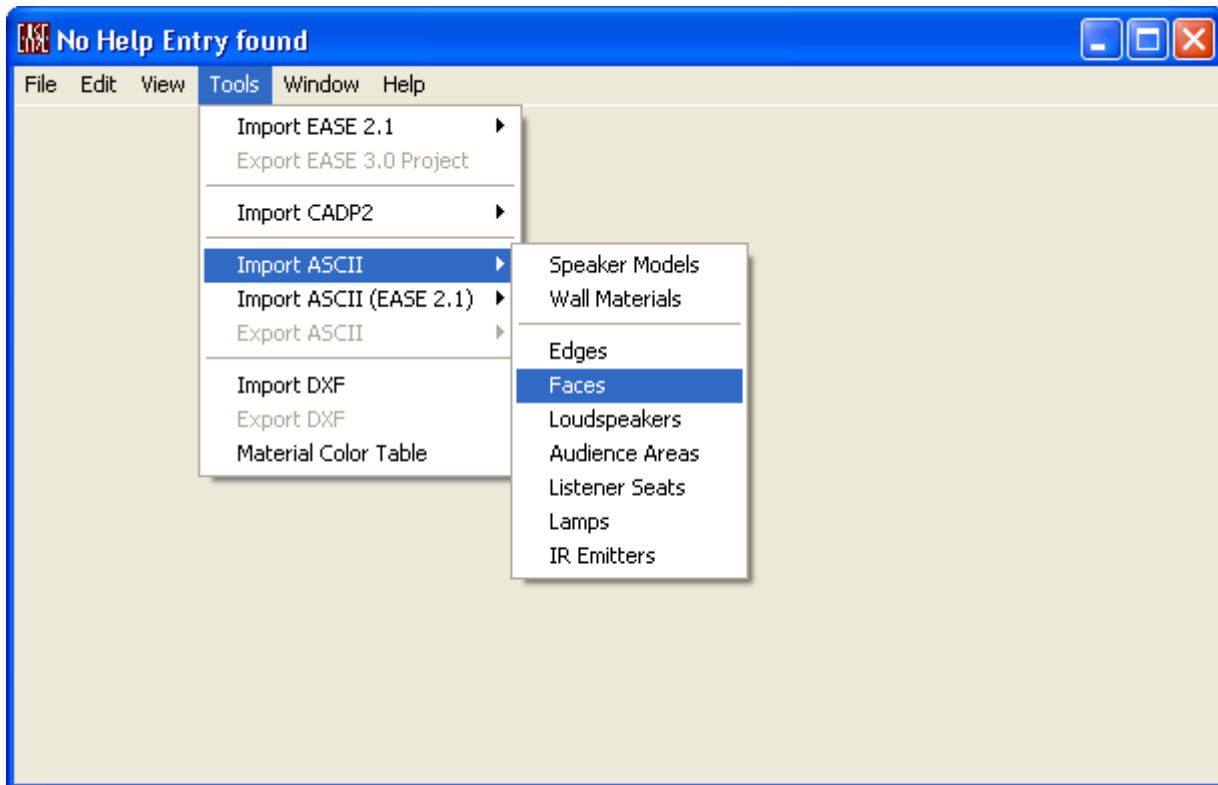 EASE No Help Entry found
File Edit View Tools Window Help
Import EASE 2.1
Export EASE 3.0 Project
Import CADP2
Import ASCII
Import ASCII (EASE 2.1)
Export ASCII
Import DXF
Export DXF
Material Color Table
Speaker Models
Wall Materials
Edges
Faces
Loudspeakers
Audience Areas
Listener Seats
Lamps
IR Emitters